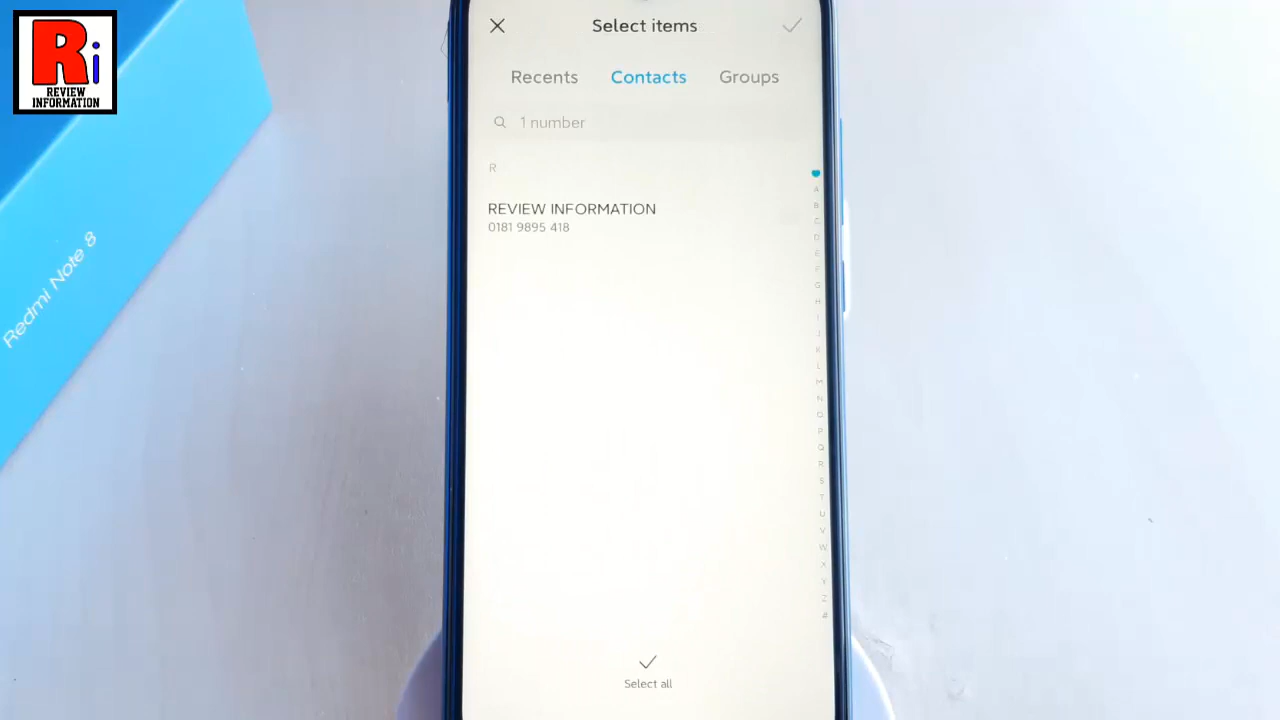 Ri
REVIEW
INFORMATION
Redmi Note 8
Select items
Recents Contacts Groups
1 number
R
REVIEW INFORMATION
0181 9895 418
A
B
C
D
E
F
G
H
I
J
K
L
M
N
O
P
Q
R
S
T
U
V
W
X
Y
Z
#
Select all